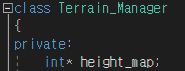 class Terrain_Manager
{
private:
int* height_map;